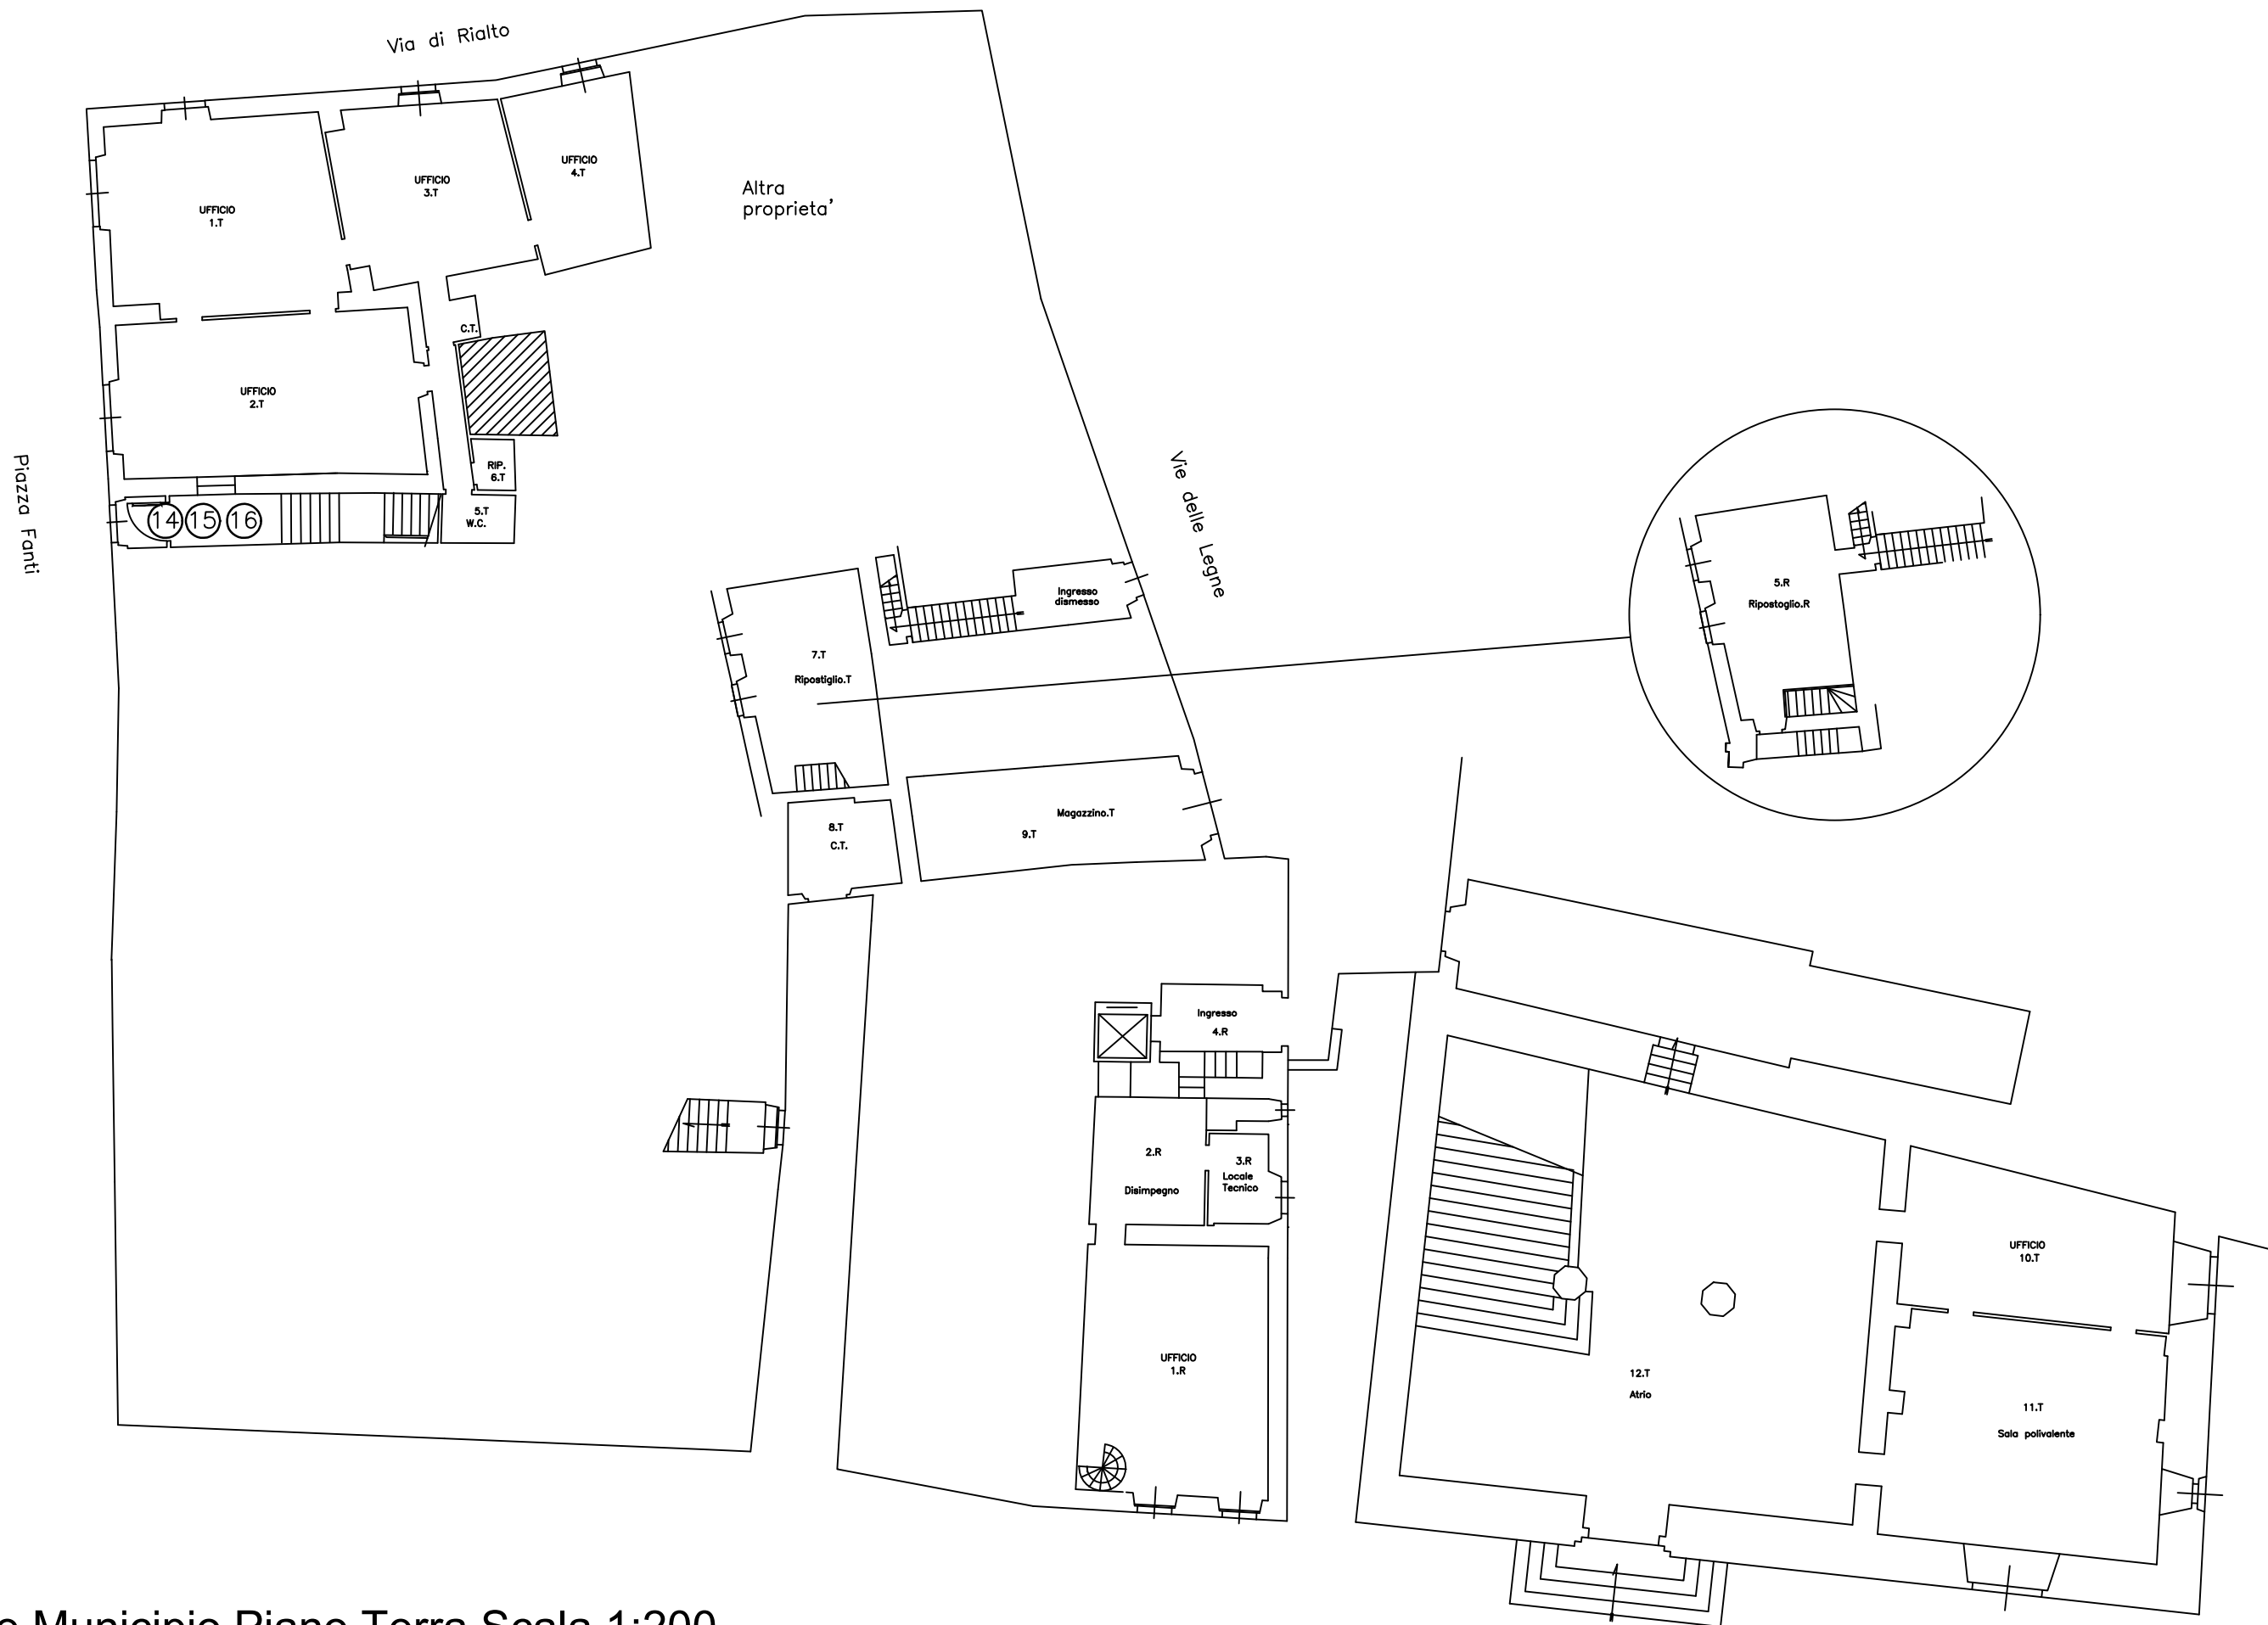 Via di Rialto
UFFICIO
1.T
UFFICIO
3.T
UFFICIO
4.T
Altra
proprieta'
C.T.
UFFICIO
2.T
RIP.
6.T
5.T
W.C.
14 15 16
Piazza Fanti
Vie delle Legne
Ingresso
dismesso
7.T
Ripostiglio.T
5.R
Ripostoglio.R
Magazzino.T
9.T
8.T
C.T.
Ingresso
4.R
2.R
Disimpegno
3.R
Locale
Tecnico
UFFICIO
1.R
UFFICIO
10.T
12.T
Atrio
11.T
Sala polivalente
Municipio Piano Terra Scala 1:200